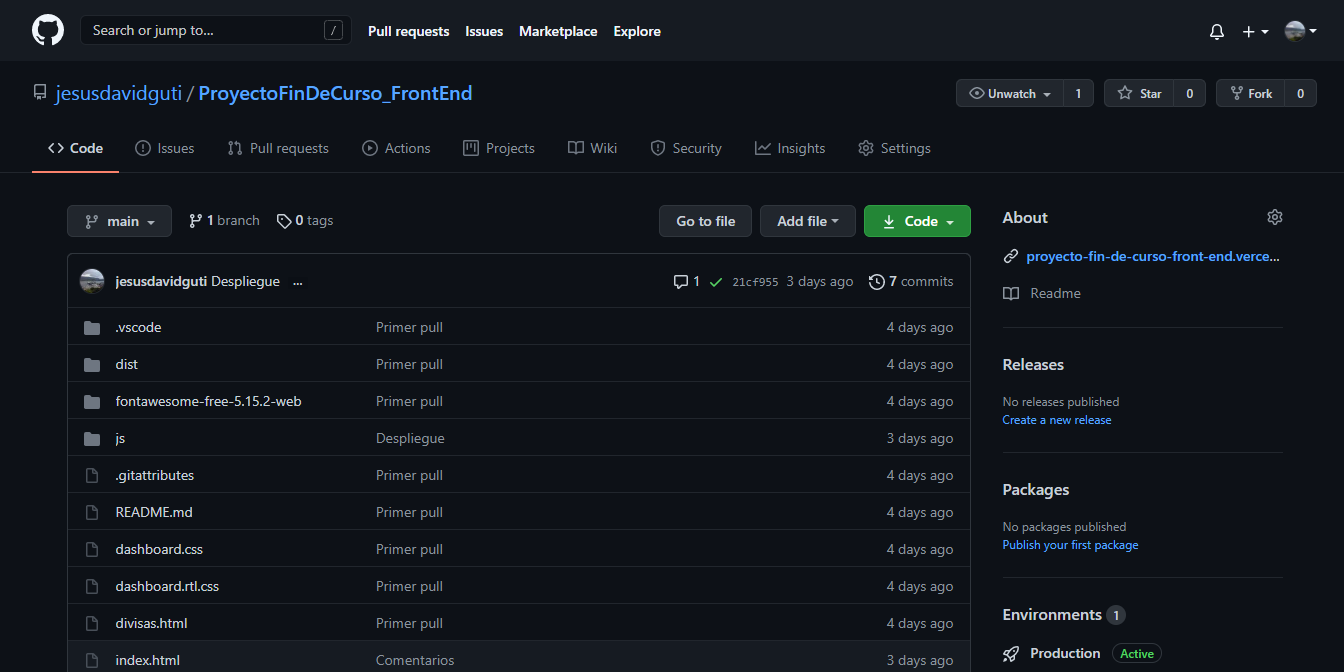 Search or jump to... /
Pull requests Issues Marketplace Explore
jesusdavidguti / ProyectoFinDeCurso_FrontEnd
Unwatch 1 Star 0 Fork 0
Code Issues Pull requests Actions Projects Wiki Security Insights Settings
main 1 branch 0 tags Go to file Add file Code
jesusdavidguti Despliegue ... 1 21cf955 3 days ago 7 commits
.vscode Primer pull 4 days ago
dist Primer pull 4 days ago
fontawesome-free-5.15.2-web Primer pull 4 days ago
js Despliegue 3 days ago
.gitattributes Primer pull 4 days ago
README.md Primer pull 4 days ago
dashboard.css Primer pull 4 days ago
dashboard.rtl.css Primer pull 4 days ago
divisas.html Primer pull 4 days ago
index.html Comentarios 3 days ago
About
proyecto-fin-de-curso-front-end.verce...
Readme
Releases
No releases published
Create a new release
Packages
No packages published
Publish your first package
Environments 1
Production Active